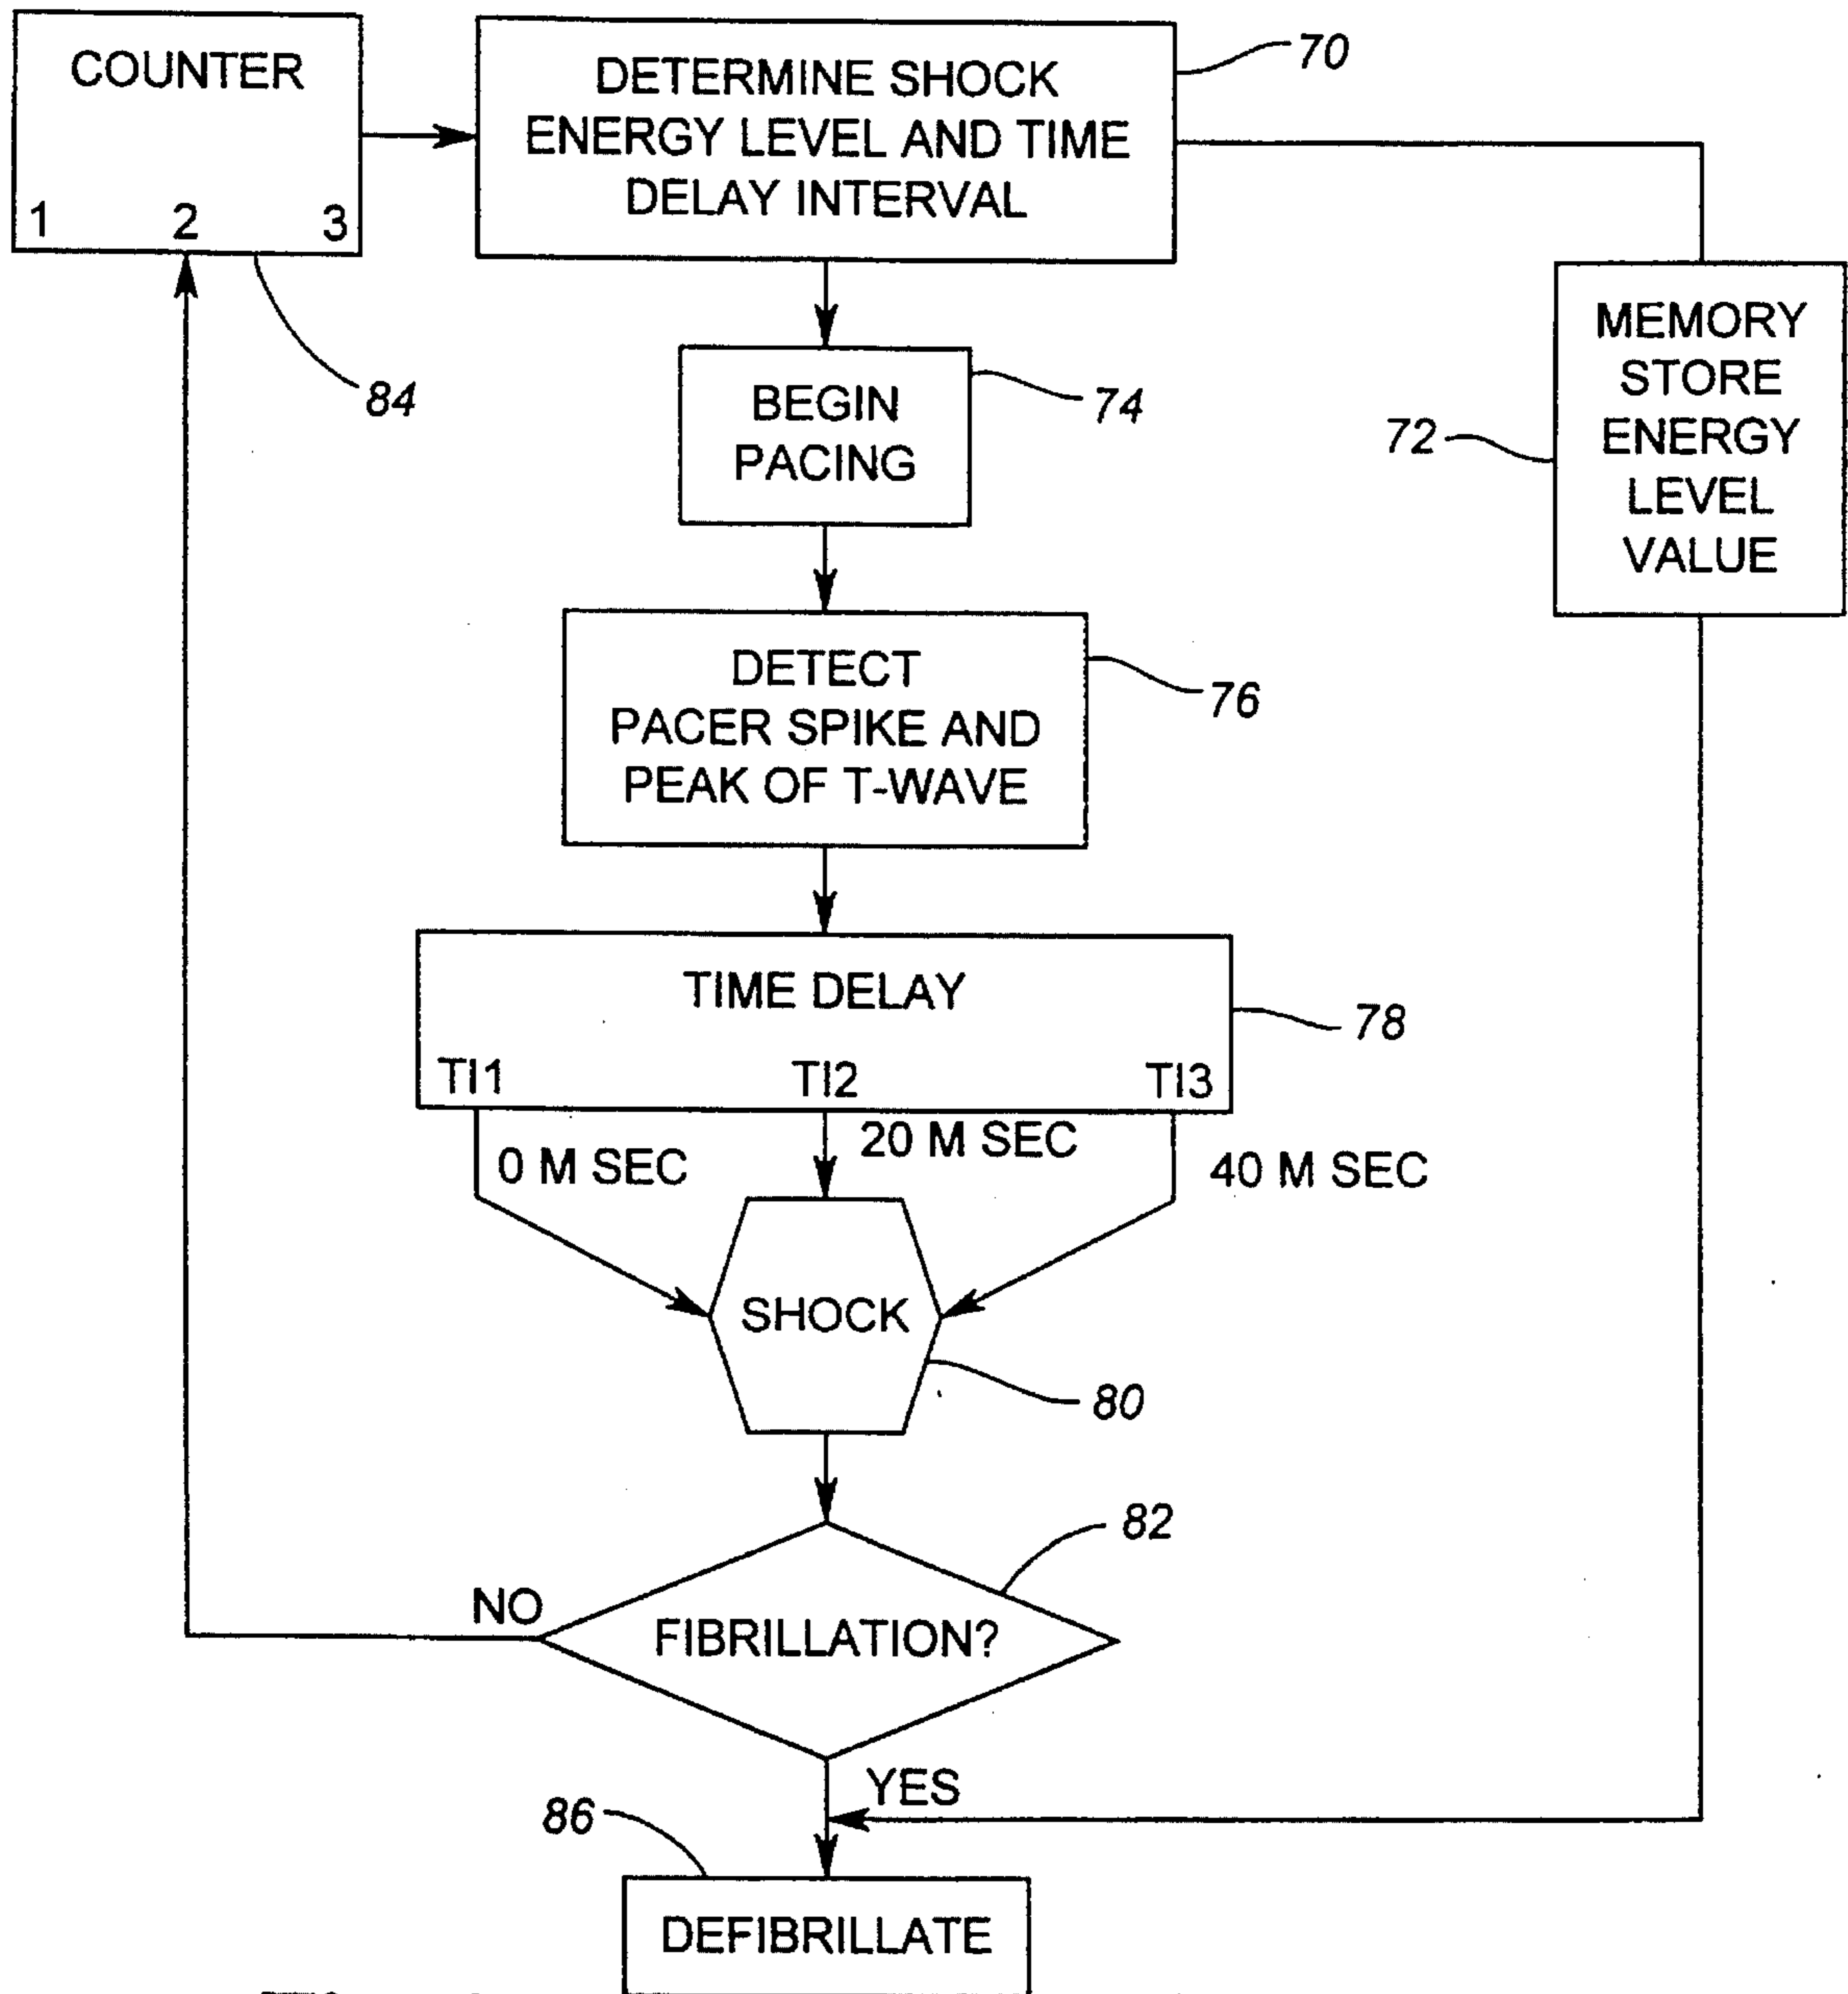 COUNTER
1 2 3
84
DETERMINE SHOCK
ENERGY LEVEL AND TIME
DELAY INTERVAL
70
MEMORY
STORE
ENERGY
LEVEL
VALUE
72
BEGIN
PACING
74
DETECT
PACER SPIKE AND
PEAK OF T-WAVE
76
TIME DELAY
TI1 TI2 TI3
78
0 M SEC
20 M SEC
40 M SEC
SHOCK
80
FIBRILLATION?
82
NO
YES
86
DEFIBRILLATE